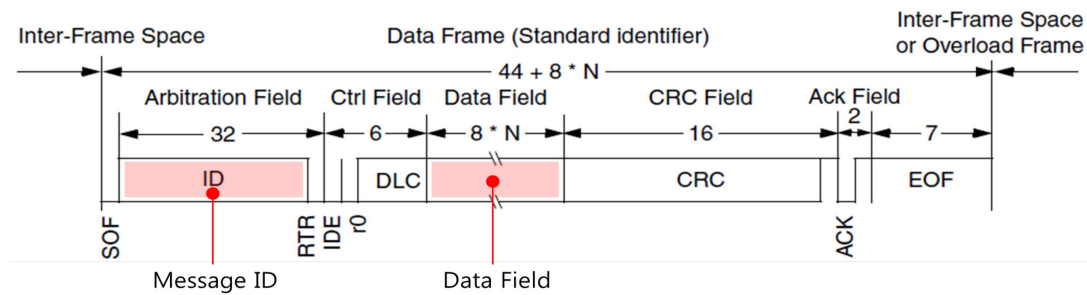 Inter-Frame Space
Data Frame (Standard identifier)
Inter-Frame Space
or Overload Frame
44 + 8 * N
Arbitration Field
Ctrl Field
Data Field
CRC Field
Ack Field
32
6
8 * N
16
2
7
ID
DLC
CRC
EOF
SOF
RTR
IDE
r0
ACK
Message ID
Data Field